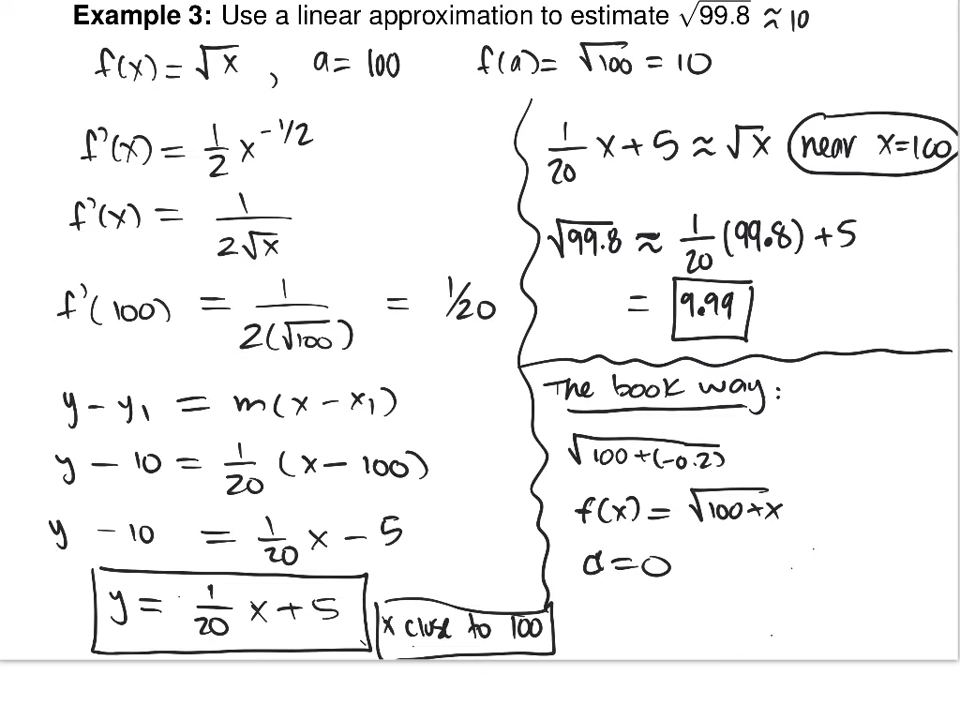 Example 3: Use a linear approximation to estimate √99.8 ≈ 10
f(x) = √x , a = 100 f(a) = √100 = 10
f'(x) = 1/2 x^-1/2
f'(x) = 1/(2√x)
f'(100) = 1/(2(√100)) = 1/20
y - y₁ = m(x - x₁)
y - 10 = 1/20 (x - 100)
y - 10 = 1/20 x - 5
y = 1/20 x + 5
x close to 100
1/20 x + 5 ≈ √x near x=100
√99.8 ≈ 1/20 (99.8) + 5
= 9.99
The book way:
√100+(-0.2)
f(x) = √100+x
a = 0